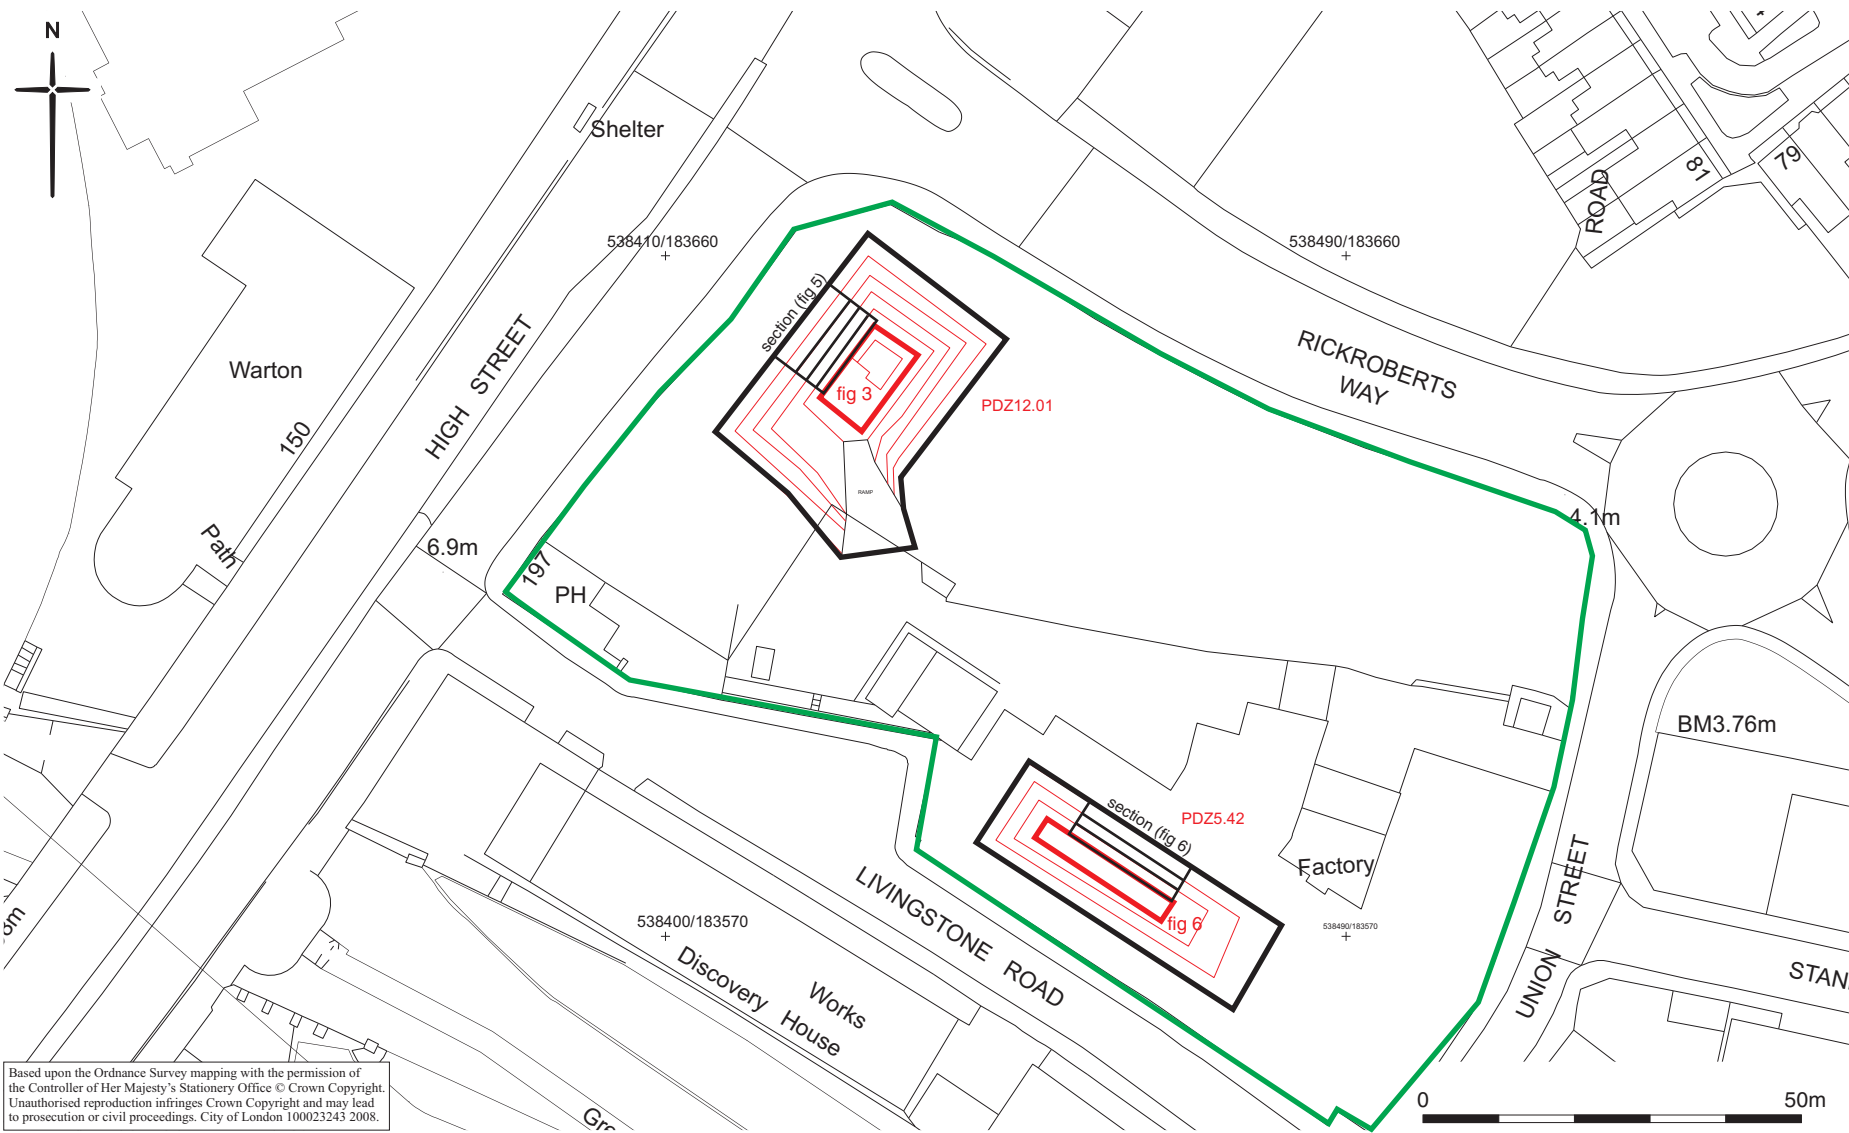 N
Shelter
538410/183660
538490/183660
ROAD
81
79
Warton
150
HIGH STREET
section (fig 5)
fig 3
PDZ12.01
RICKROBERTS
WAY
RAMP
Path
6.9m
197
PH
4.1m
BM3.76m
section (fig 6)
PDZ5.42
Factory
fig 6
538400/183570
538490/183570
LIVINGSTONE ROAD
Discovery House
Works
UNION STREET
Based upon the Ordnance Survey mapping with the permission of
the Controller of Her Majesty's Stationery Office © Crown Copyright.
Unauthorised reproduction infringes Crown Copyright and may lead
to prosecution or civil proceedings. City of London 100023243 2008.
0
50m